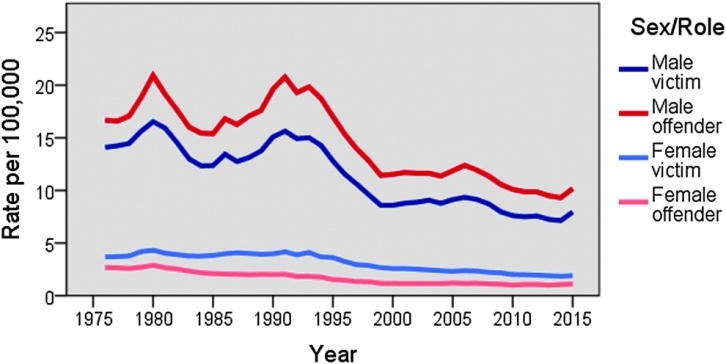 Rate per 100,000
25
20
15
10
5
0
1975 1980 1985 1990 1995 2000 2005 2010 2015
Year
Sex/Role
Male
victim
Male
offender
Female
victim
Female
offender